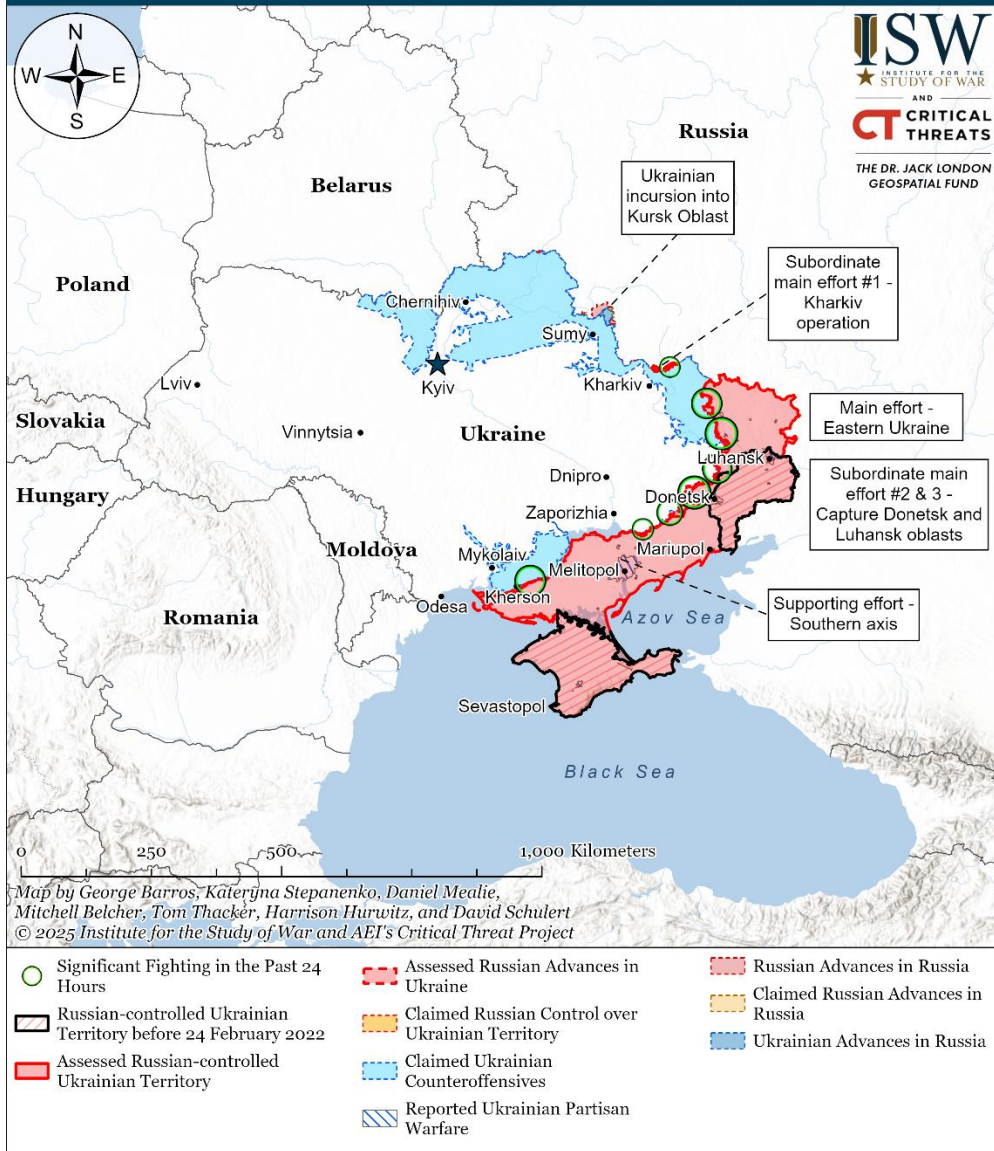 N
W E
S
ISW
INSTITUTE FOR THE
STUDY OF WAR
AND
CT CRITICAL
THREATS
THE DR. JACK LONDON
GEOSPATIAL FUND
Russia
Belarus
Ukrainian
incursion into
Kursk Oblast
Poland
Subordinate
main effort #1 -
Kharkiv
operation
Chernihiv
Sumy
Kyiv
Kharkiv
Lviv
Slovakia
Vinnytsia
Ukraine
Main effort -
Eastern Ukraine
Luhansk
Hungary
Dnipro
Donetsk
Subordinate main
effort #2 & 3 -
Capture Donetsk and
Luhansk oblasts
Zaporizhia
Moldova
Mykolaiv
Mariupol
Melitopol
Kherson
Odesa
Romania
Azov Sea
Supporting effort -
Southern axis
Sevastopol
Black Sea
0 250 500 1,000 Kilometers
Map by George Barros, Kateryna Stepanenko, Daniel Mealie,
Mitchell Belcher, Tom Thacker, Harrison Hurwitz, and David Schulert
© 2025 Institute for the Study of War and AEI's Critical Threat Project
Significant Fighting in the Past 24
Hours
Russian-controlled Ukrainian
Territory before 24 February 2022
Assessed Russian-controlled
Ukrainian Territory
Assessed Russian Advances in
Ukraine
Claimed Russian Control over
Ukrainian Territory
Claimed Ukrainian
Counteroffensives
Reported Ukrainian Partisan
Warfare
Russian Advances in Russia
Claimed Russian Advances in
Russia
Ukrainian Advances in Russia